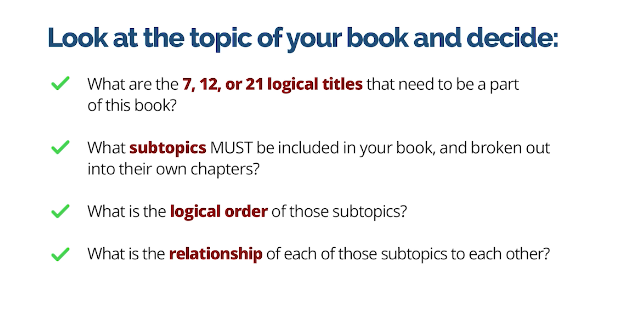 Look at the topic of your book and decide:
What are the 7, 12, or 21 logical titles that need to be a part
of this book?
What subtopics MUST be included in your book, and broken out
into their own chapters?
What is the logical order of those subtopics?
What is the relationship of each of those subtopics to each other?